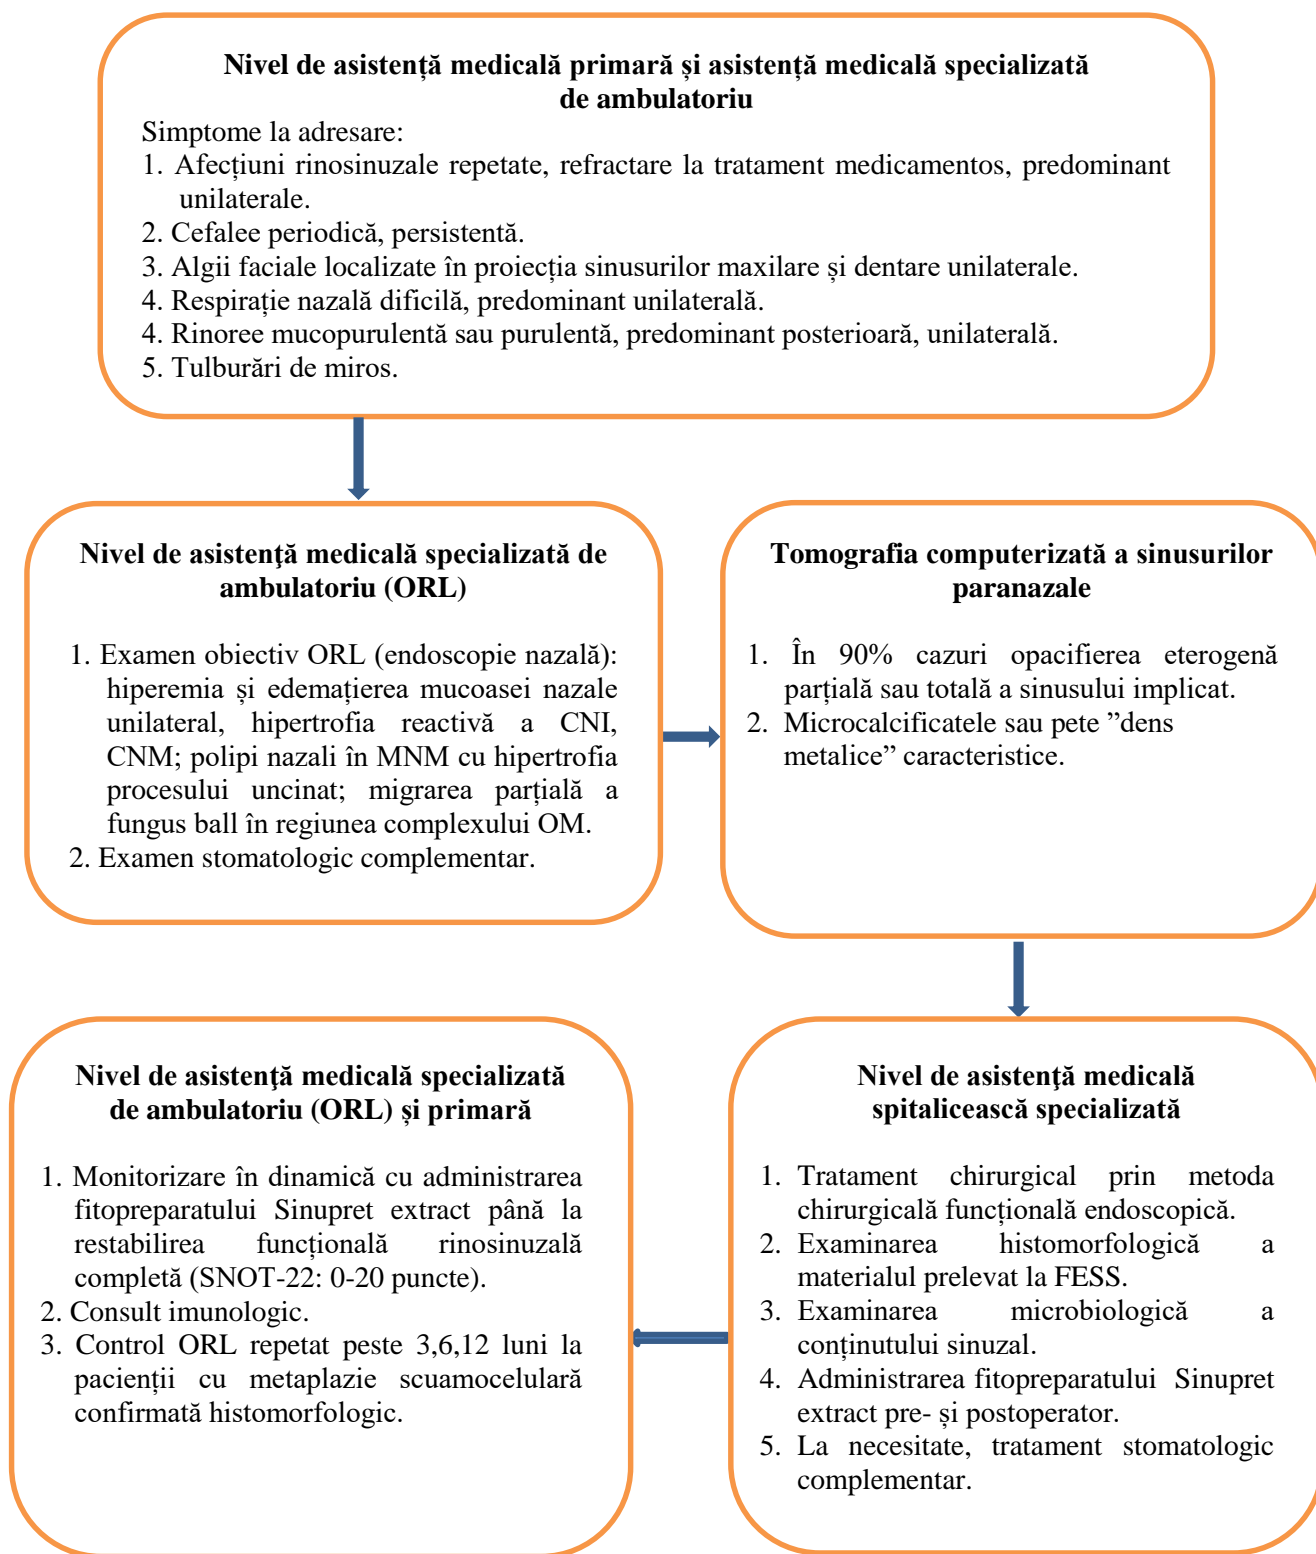 Nivel de asistență medicală primară și asistență medicală specializată
de ambulatoriu
Simptome la adresare:
1. Afecțiuni rinosinuzale repetate, refractare la tratament medicamentos, predominant
unilaterale.
2. Cefalee periodică, persistentă.
3. Algii faciale localizate în proiecția sinusurilor maxilare și dentare unilaterale.
4. Respirație nazală dificilă, predominant unilaterală.
4. Rinoree mucopurulentă sau purulentă, predominant posterioară, unilaterală.
5. Tulburări de miros.
Nivel de asistenţă medicală specializată de
ambulatoriu (ORL)
1. Examen obiectiv ORL (endoscopie nazală):
hiperemia și edemațierea mucoasei nazale
unilateral, hipertrofia reactivă a CNI,
CNM; polipi nazali în MNM cu hipertrofia
procesului uncinat; migrarea parțială a
fungus ball în regiunea complexului OM.
2. Examen stomatologic complementar.
Tomografia computerizată a sinusurilor
paranazale
1. În 90% cazuri opacifierea eterogenă
parțială sau totală a sinusului implicat.
2. Microcalcificatele sau pete ”dens
metalice” caracteristice.
Nivel de asistenţă medicală
spitalicească specializată
1. Tratament chirurgical prin metoda
chirurgicală funcțională endoscopică.
2. Examinarea histomorfologică a
materialul prelevat la FESS.
3. Examinarea microbiologică a
conținutului sinuzal.
4. Administrarea fitopreparatului Sinupret
extract pre- și postoperator.
5. La necesitate, tratament stomatologic
complementar.
Nivel de asistenţă medicală specializată
de ambulatoriu (ORL) și primară
1. Monitorizare în dinamică cu administrarea
fitopreparatului Sinupret extract până la
restabilirea funcțională rinosinuzală
completă (SNOT-22: 0-20 puncte).
2. Consult imunologic.
3. Control ORL repetat peste 3,6,12 luni la
pacienții cu metaplazie scuamocelulară
confirmată histomorfologic.